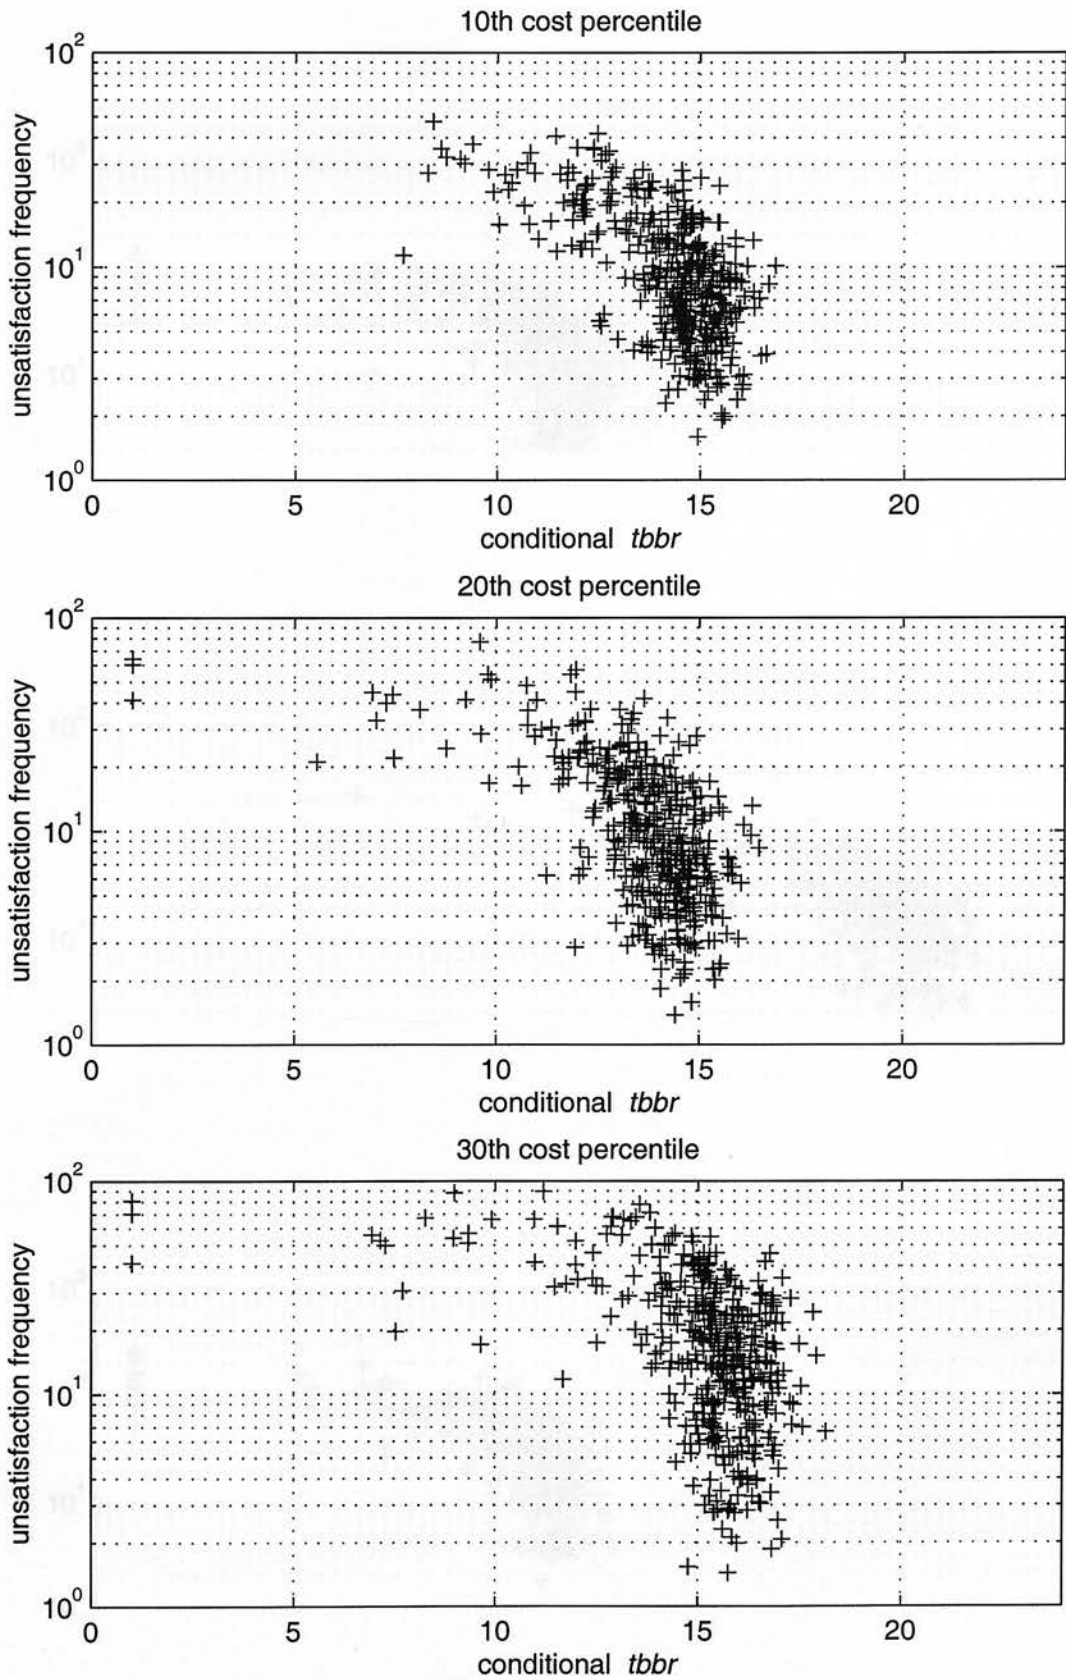 10th cost percentile
10^2
10^1
10^0
unsatisfaction frequency
0 5 10 15 20
conditional tbbr
20th cost percentile
10^2
10^1
10^0
unsatisfaction frequency
0 5 10 15 20
conditional tbbr
30th cost percentile
10^2
10^1
10^0
unsatisfaction frequency
0 5 10 15 20
conditional tbbr